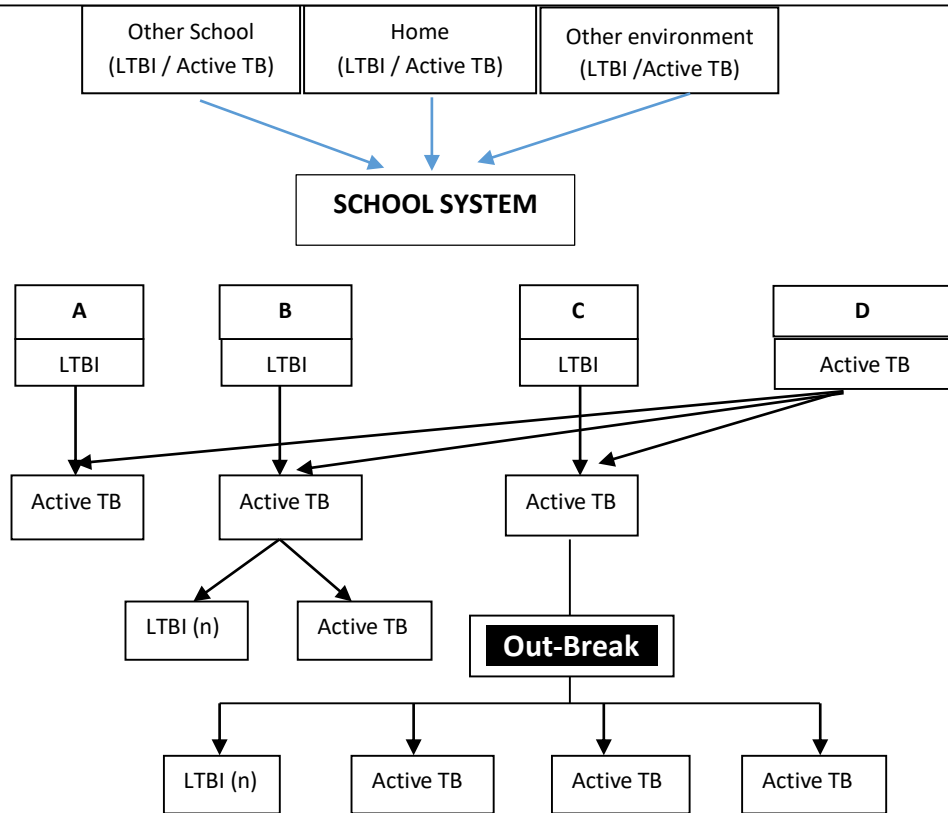 Other School
(LTBI / Active TB)
Home
(LTBI / Active TB)
Other environment
(LTBI /Active TB)
SCHOOL SYSTEM
A
B
C
D
LTBI
LTBI
LTBI
Active TB
Active TB
Active TB
Active TB
LTBI (n)
Active TB
Out-Break
LTBI (n)
Active TB
Active TB
Active TB